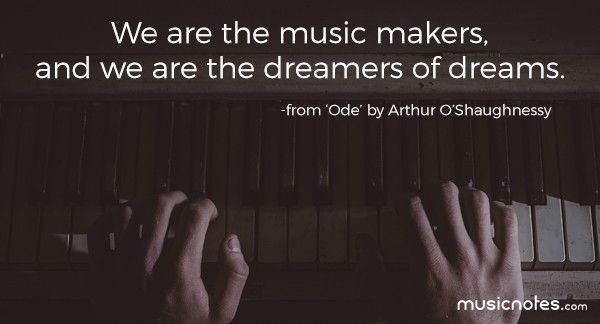 We are the music makers,
and we are the dreamers of dreams.
-from ‘Ode’ by Arthur O’Shaughnessy
musicnotes.com